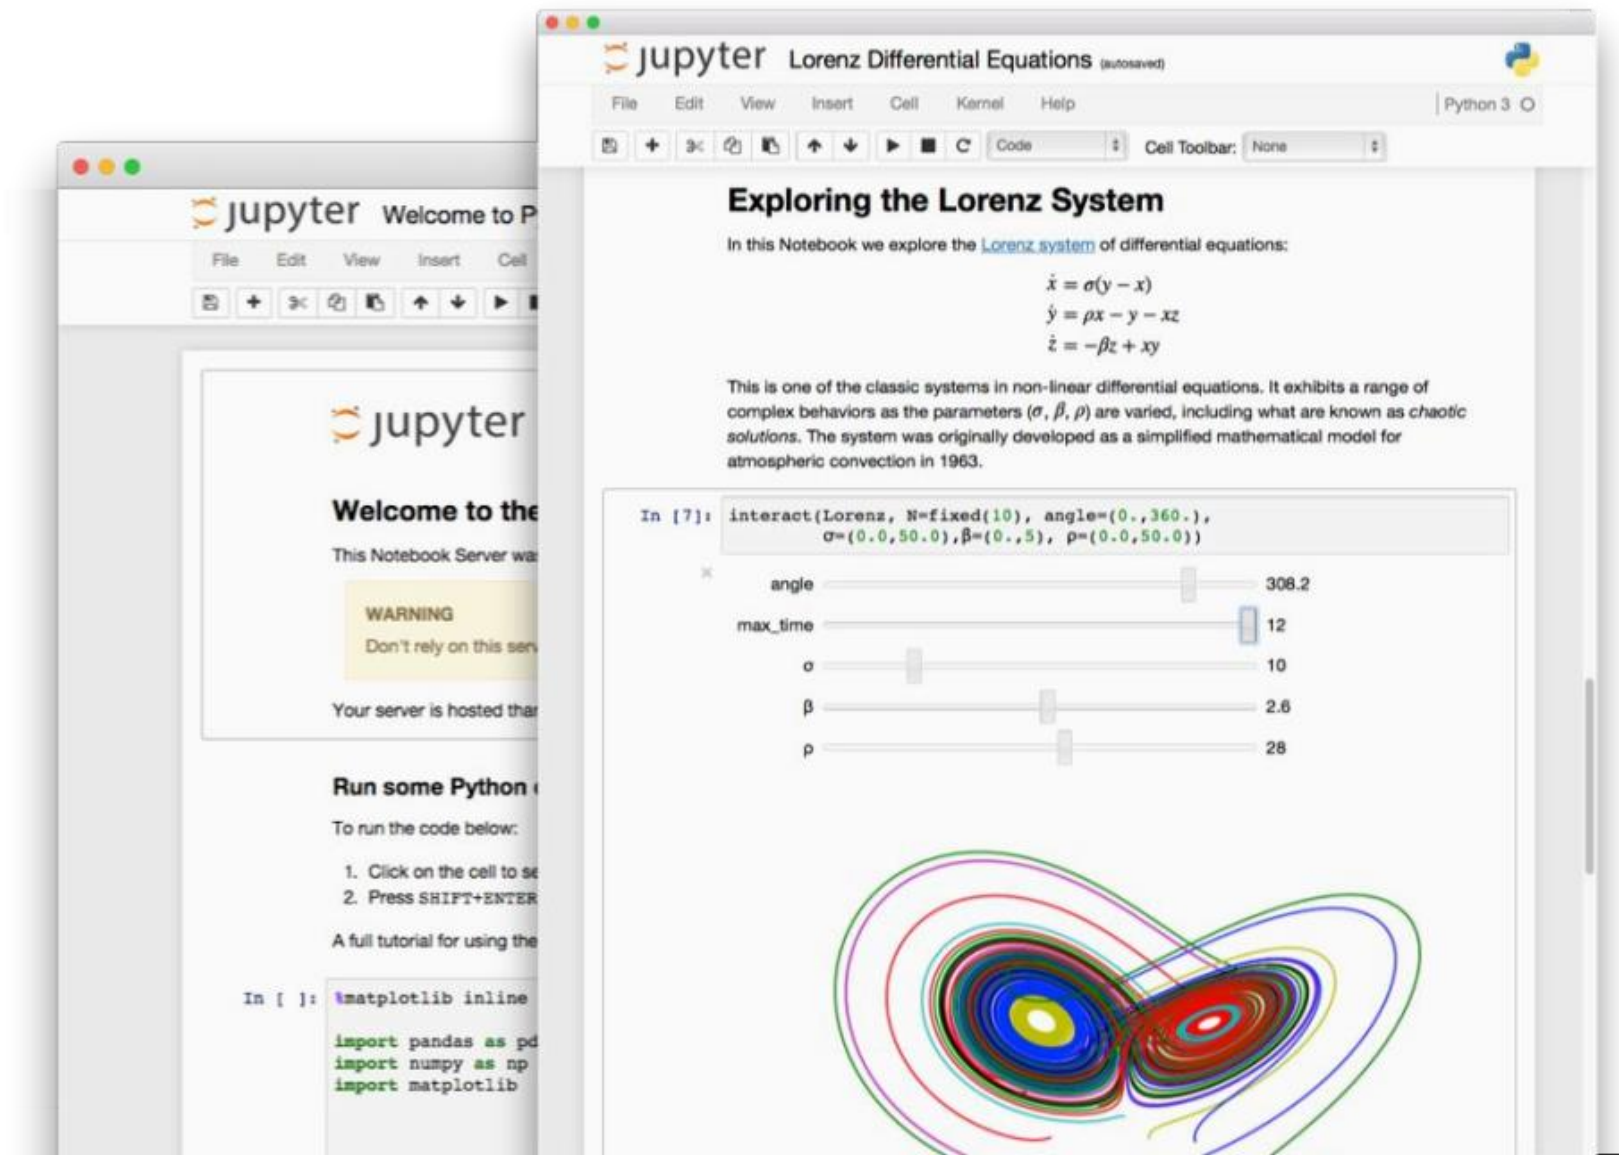 jupyter Lorenz Differential Equations (autosaved)
File Edit View Insert Cell Kernel Help Python 3
Code Cell Toolbar: None
Exploring the Lorenz System
In this Notebook we explore the Lorenz system of differential equations:
ẋ = σ(y − x)
ẏ = ρx − y − xz
ż = −βz + xy
This is one of the classic systems in non-linear differential equations. It exhibits a range of
complex behaviors as the parameters (σ, β, ρ) are varied, including what are known as chaotic
solutions. The system was originally developed as a simplified mathematical model for
atmospheric convection in 1963.
In [7]: interact(Lorenz, N=fixed(10), angle=(0.,360.),
σ=(0.0,50.0),β=(0.,5), ρ=(0.0,50.0))
angle 308.2
max_time 12
σ 10
β 2.6
ρ 28
jupyter Welcome to P
File Edit View Insert Cell
jupyter
Welcome to the
This Notebook Server was
WARNING
Don't rely on this serv
Your server is hosted than
Run some Python
To run the code below:
1. Click on the cell to se
2. Press SHIFT+ENTER
A full tutorial for using the
In [ ]: %matplotlib inline
import pandas as pd
import numpy as np
import matplotlib